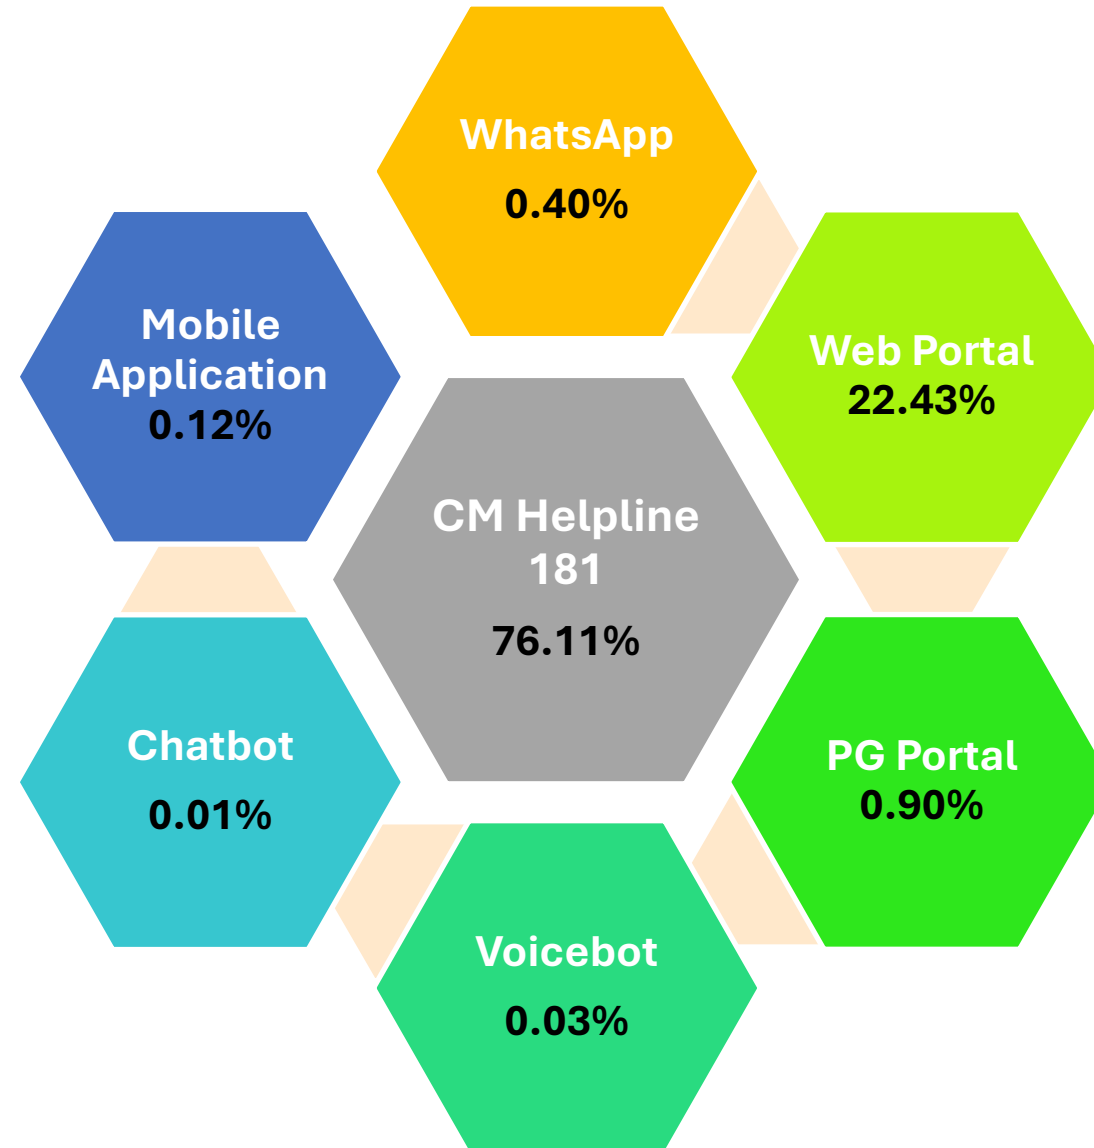 WhatsApp
0.40%
Mobile
Application
0.12%
Web Portal
22.43%
CM Helpline
181
76.11%
Chatbot
0.01%
PG Portal
0.90%
Voicebot
0.03%